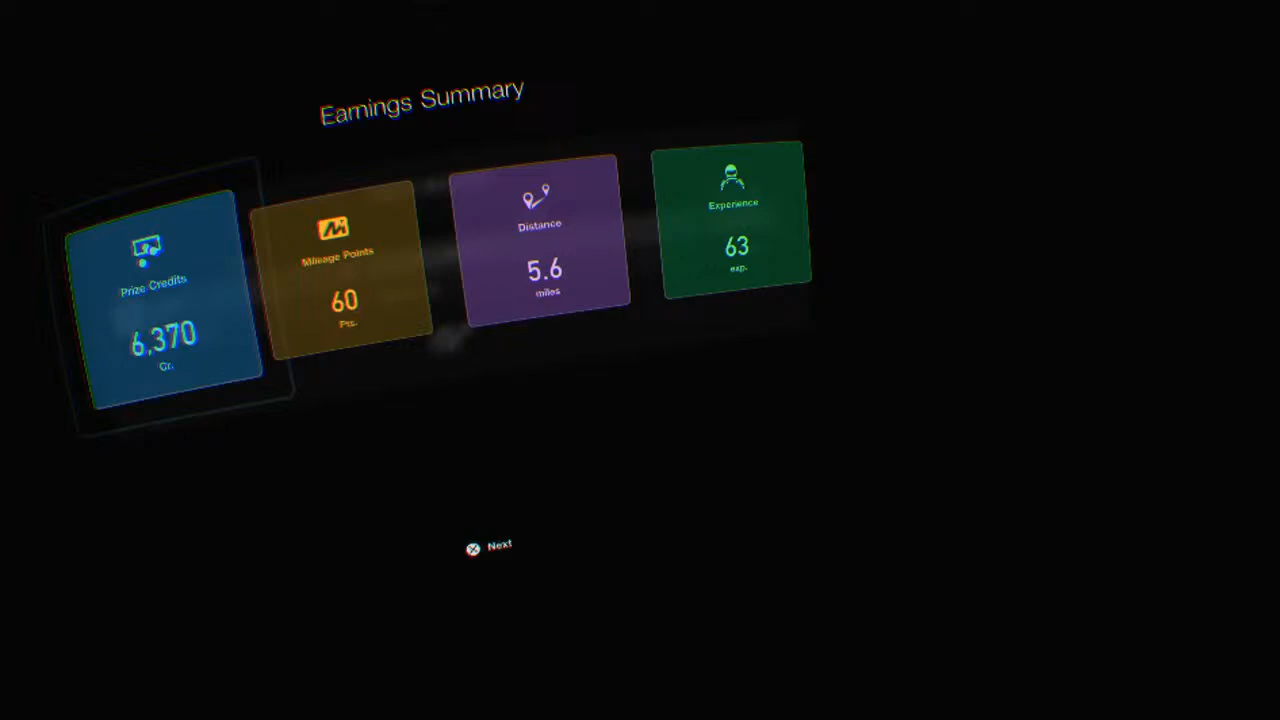 Earnings Summary
Prize Credits
6,370
Cr.
Mileage Points
60
Pts.
Distance
5.6
miles
Experience
63
exp.
Next